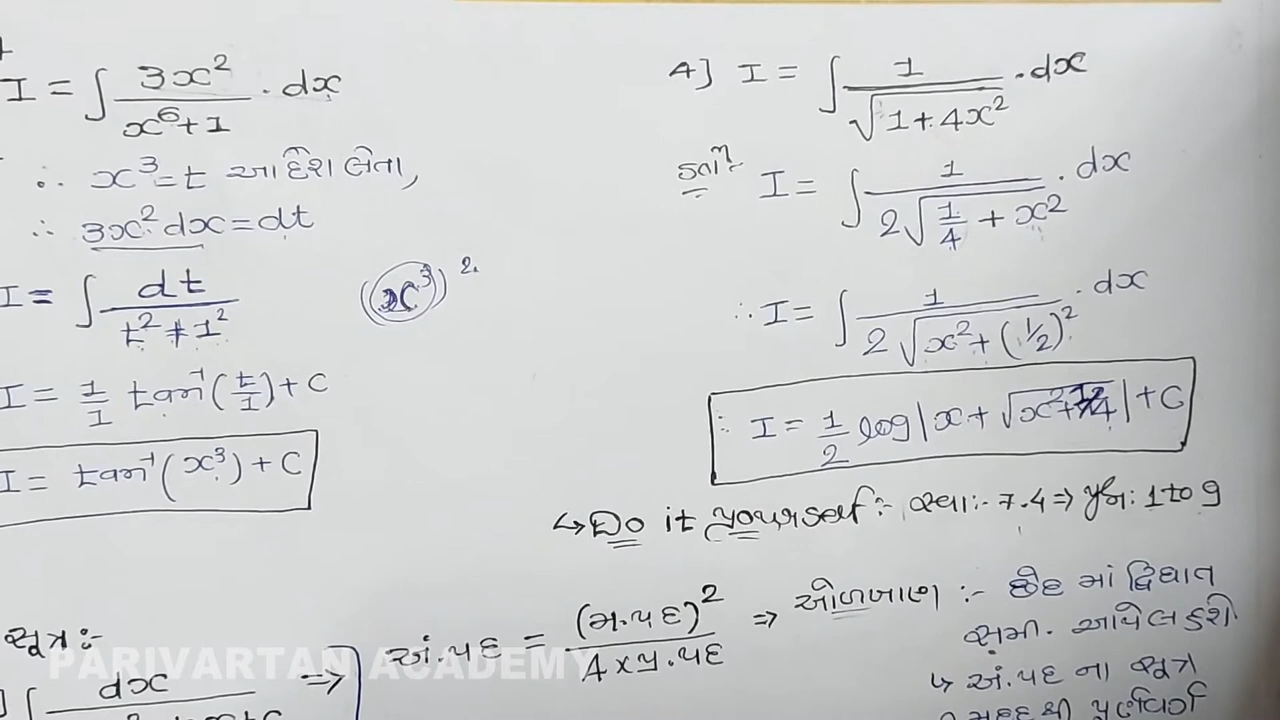 I = ∫ 3x²/(x⁶+1) . dx
∴ x³=t આદેશ લેતા,
∴ 3x² dx = dt
I = ∫ dt/(t²+1²)
(x³)².
I = 1/1 tan⁻¹(t/1) + C
I = tan⁻¹(x³) + C
4] I = ∫ 1/√(1+4x²) . dx
I = ∫ 1/(2√(1/4 + x²)) . dx
∴ I = ∫ 1/(2√(x²+(1/2)²)) . dx
∴ I = 1/2 log|x+√(x²+1/4)| + C
↳ Do it yourself :- સ્વા:- 7.4 ⇒ પ્રશ્ન: 1 to 9
સૂત્ર :-
અં.પદ = (મ.પદ)²/(4×પ્ર.પદ) ⇒ ઓળખાણ :- છેદ માં દ્વિઘાત
સમી. આપેલ હશે
↳ અં.પદ ના સૂત્ર
મદદથી પૂર્ણવર્ગ
PARIVARTAN ACADEMY
dx ⇒